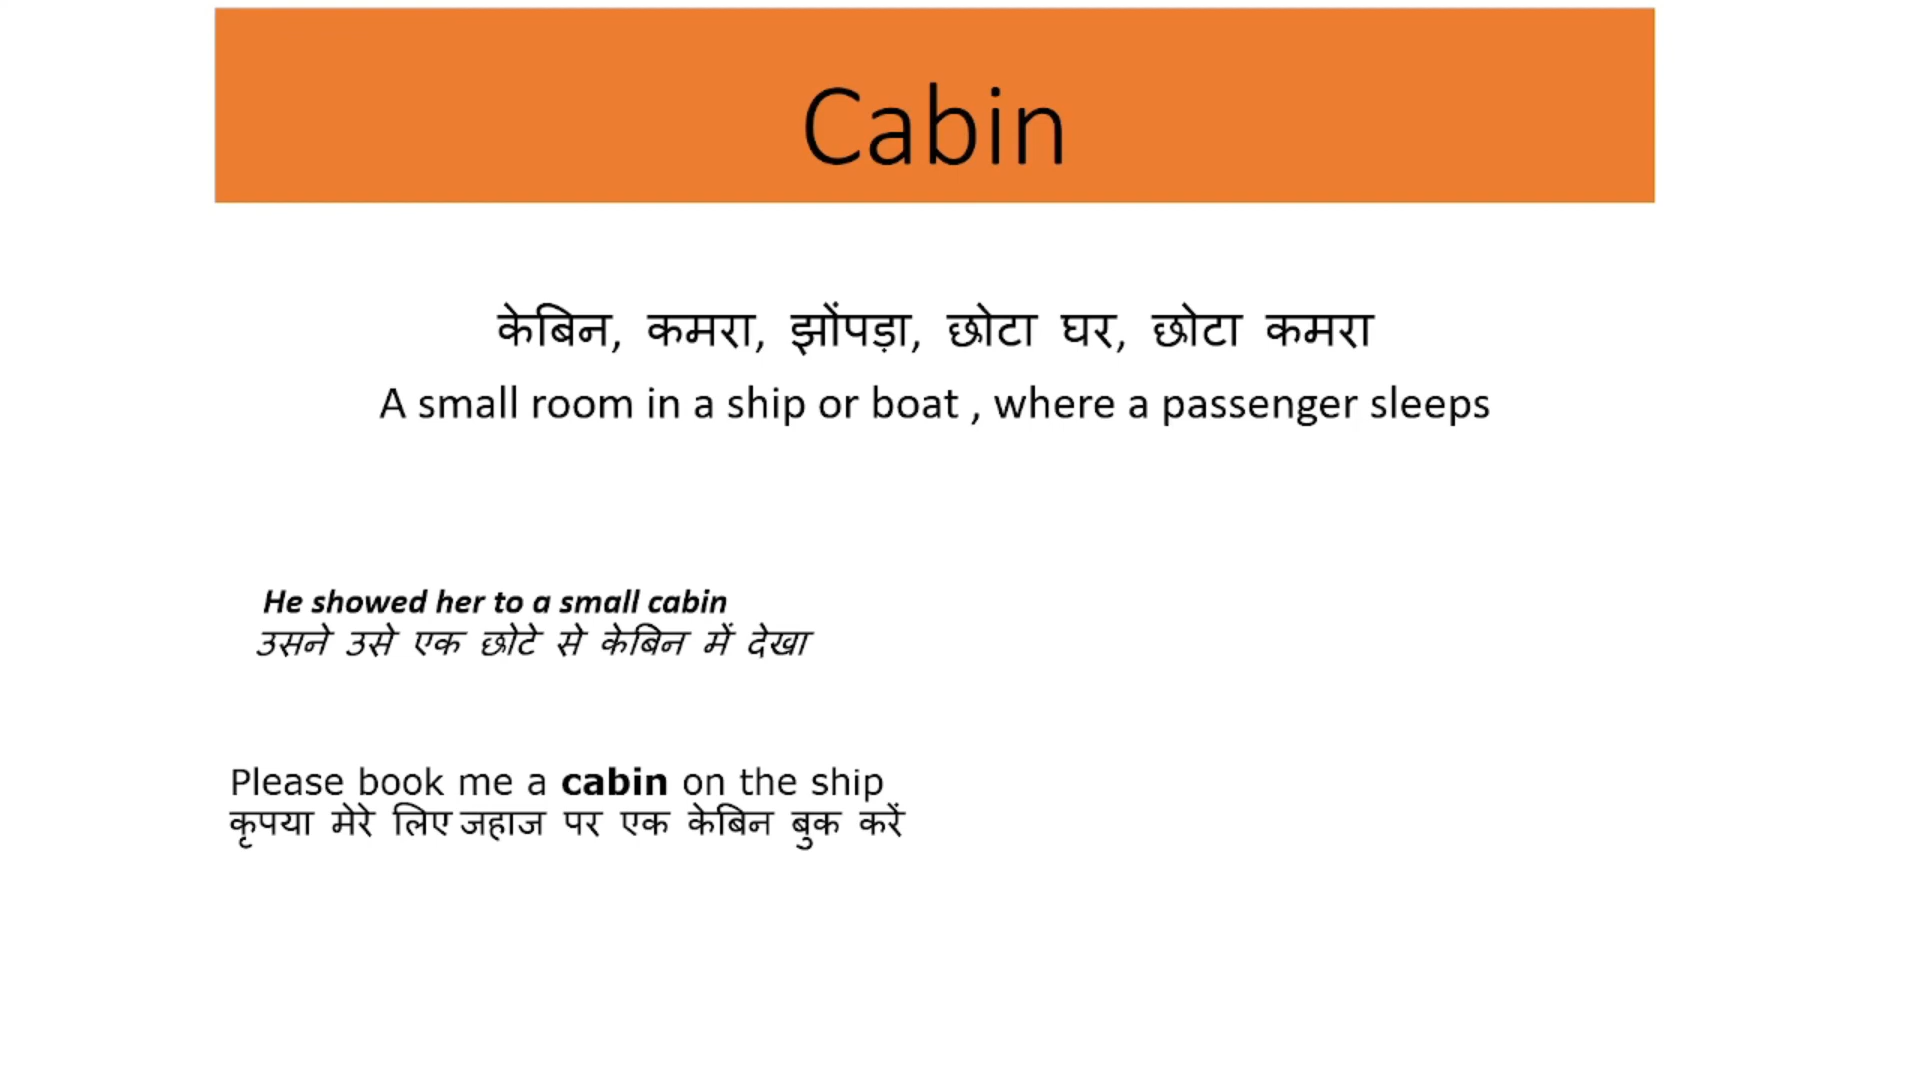 Cabin
केबिन, कमरा, झोंपड़ा, छोटा घर, छोटा कमरा
A small room in a ship or boat , where a passenger sleeps
He showed her to a small cabin
उसने उसे एक छोटे से केबिन में देखा
Please book me a cabin on the ship
कृपया मेरे लिए जहाज पर एक केबिन बुक करें